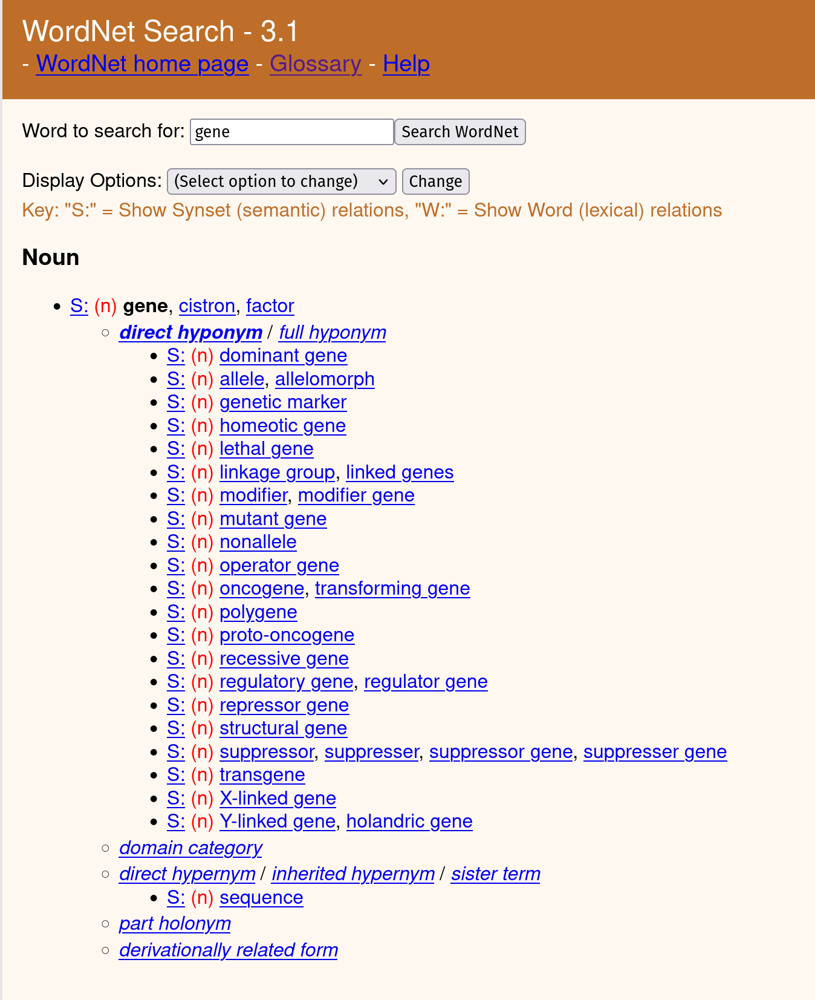 WordNet Search - 3.1
- WordNet home page - Glossary - Help
Word to search for: gene Search WordNet
Display Options: (Select option to change) Change
Key: "S:" = Show Synset (semantic) relations, "W:" = Show Word (lexical) relations
Noun
S: (n) gene, cistron, factor
direct hyponym / full hyponym
S: (n) dominant gene
S: (n) allele, allelomorph
S: (n) genetic marker
S: (n) homeotic gene
S: (n) lethal gene
S: (n) linkage group, linked genes
S: (n) modifier, modifier gene
S: (n) mutant gene
S: (n) nonallele
S: (n) operator gene
S: (n) oncogene, transforming gene
S: (n) polygene
S: (n) proto-oncogene
S: (n) recessive gene
S: (n) regulatory gene, regulator gene
S: (n) repressor gene
S: (n) structural gene
S: (n) suppressor, suppresser, suppressor gene, suppresser gene
S: (n) transgene
S: (n) X-linked gene
S: (n) Y-linked gene, holandric gene
domain category
direct hypernym / inherited hypernym / sister term
S: (n) sequence
part holonym
derivationally related form